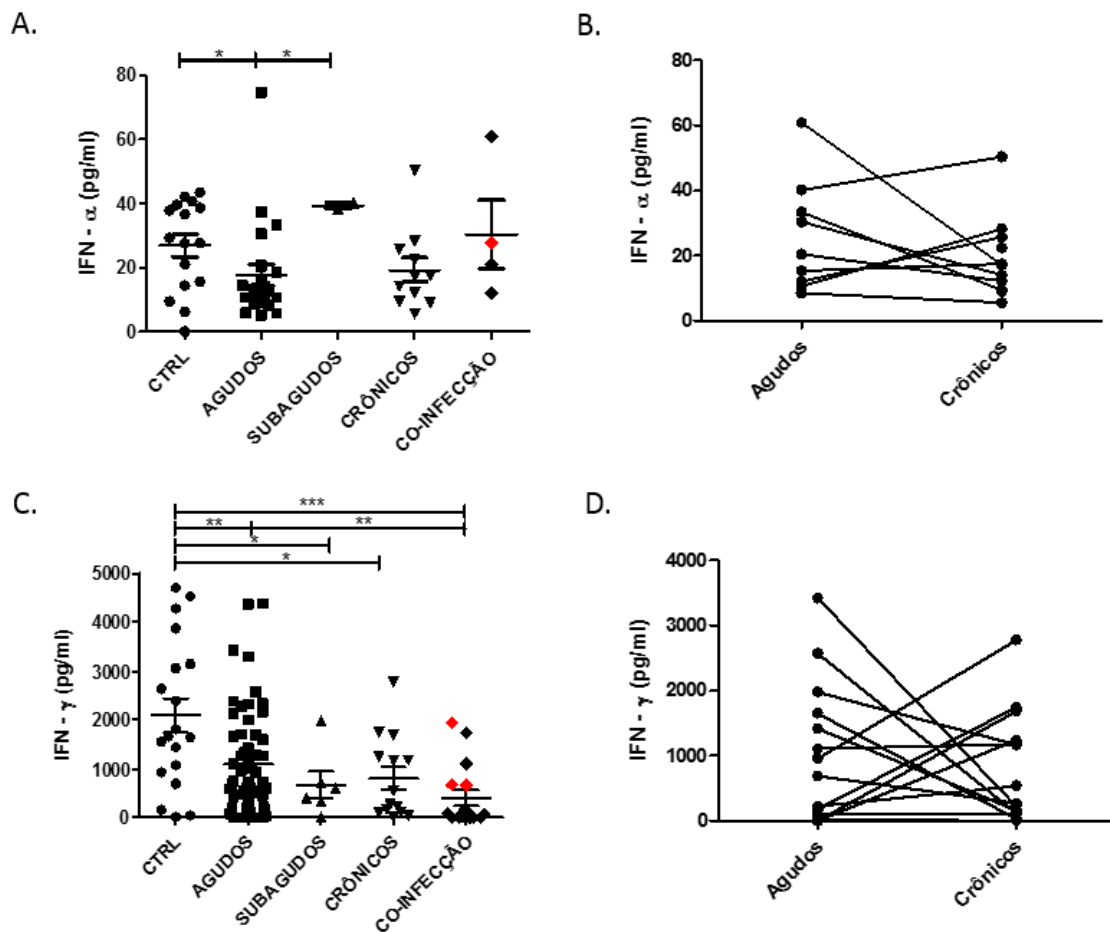 A.
* *
IFN - α (pg/ml)
80
60
40
20
0
CTRL
AGUDOS
SUBAGUDOS
CRÔNICOS
CO-INFECÇÃO
B.
IFN - α (pg/ml)
80
60
40
20
0
Agudos
Crônicos
C.
***
** **
*
*
IFN - γ (pg/ml)
5000
4000
3000
2000
1000
0
CTRL
AGUDOS
SUBAGUDOS
CRÔNICOS
CO-INFECÇÃO
D.
IFN - γ (pg/ml)
4000
3000
2000
1000
0
Agudos
Crônicos